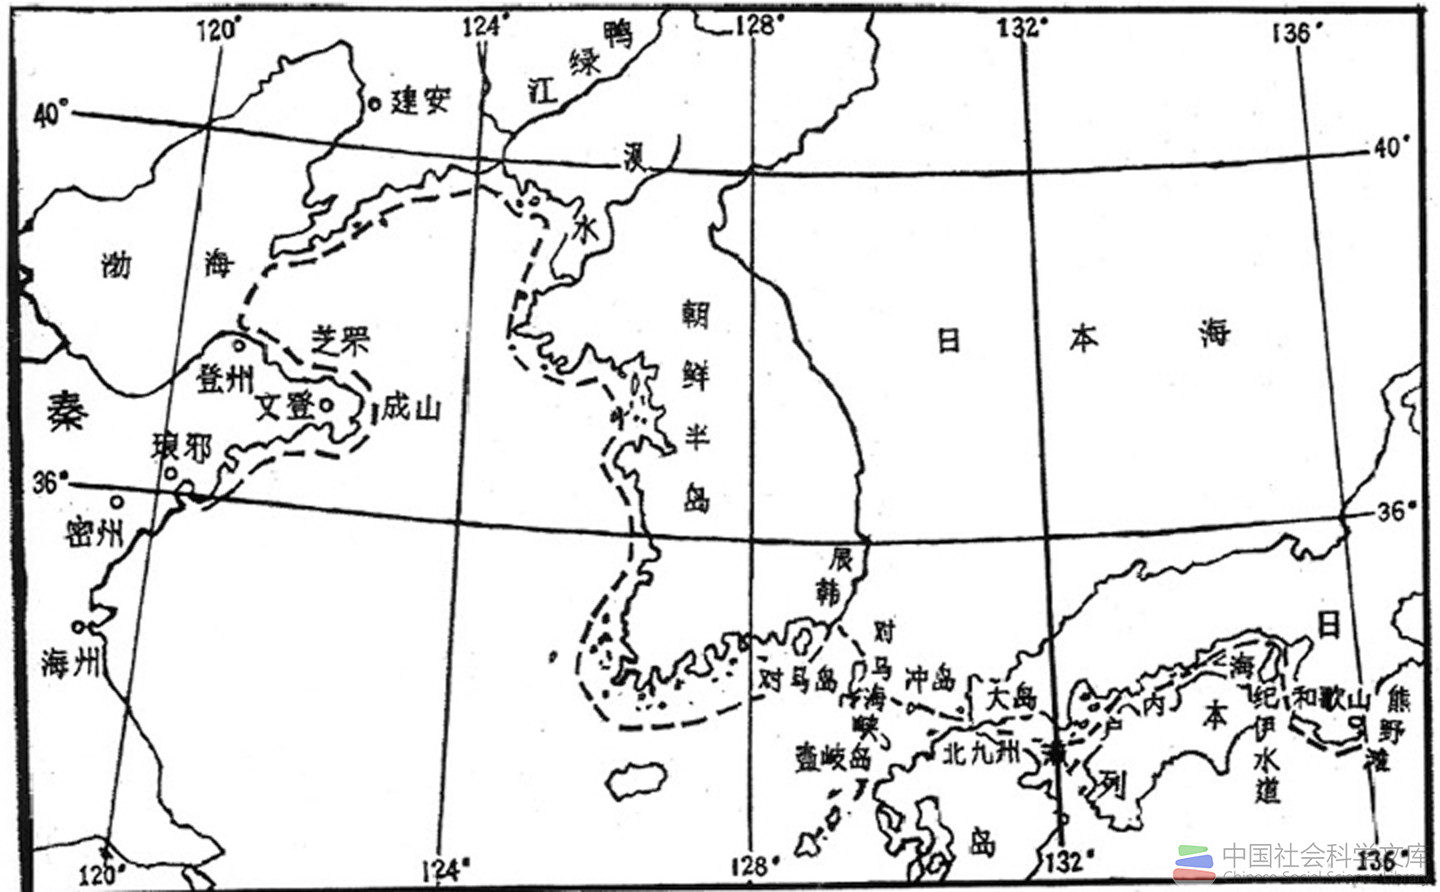 120°
124°
128°
132°
136°
鸭
绿
江
建安
40°
40°
浿
水
渤 海
朝
鲜
半
岛
日 本 海
芝罘
登州
文登
成山
秦
琅邪
36°
36°
密州
海州
辰
韩
对
马
海
峡
对马岛
冲岛
大岛
壹岐岛
北九州
濑
户
内
海
日
本
列
岛
纪
伊
水
道
和歌山
熊
野
滩
120°
124°
128°
132°
136°
中国社会科学文库